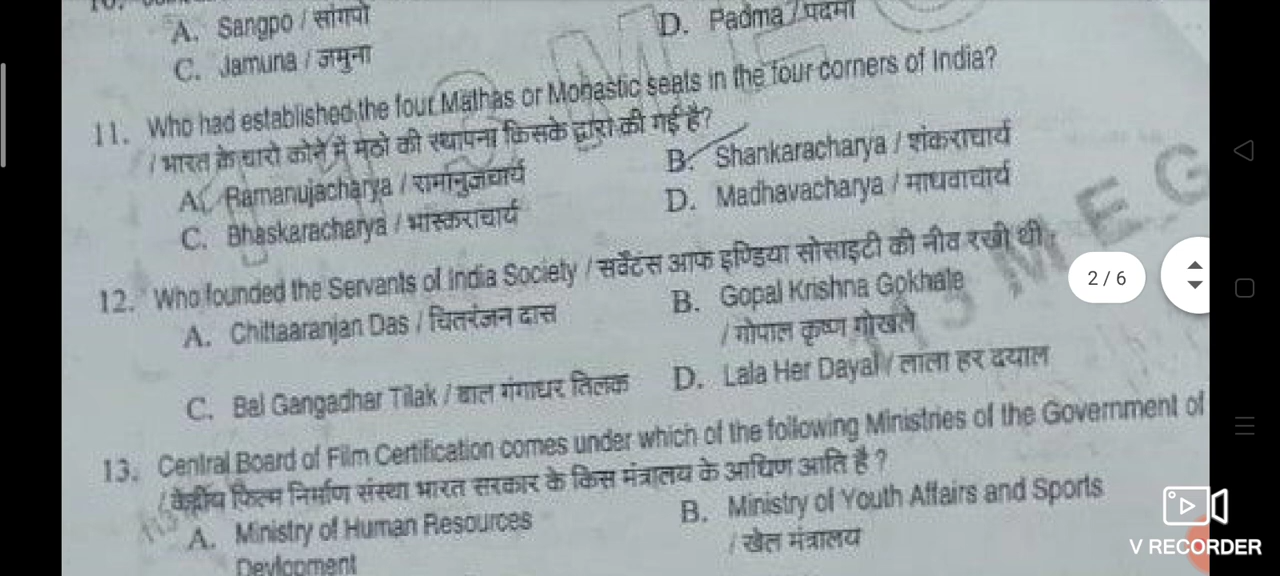 A. Sangpo / सांगपो
D. Padma / पदमा
C. Jamuna / जमुना
11. Who had established the four Mathas or Monastic seats in the four corners of India?
/ भारत के चारो कोने में मठो की स्थापना किसके द्वारा की गई है?
A. Ramanujacharya / रामानुजचार्य
B. Shankaracharya / शंकराचार्य
C. Bhaskaracharya / भास्कराचार्य
D. Madhavacharya / माधवाचार्य
12. Who founded the Servants of India Society / सर्वेंटस आफ इण्डिया सोसाइटी की नीव रखी थी
A. Chittaaranjan Das / चितरंजन दास
B. Gopal Krishna Gokhale
/ गोपाल कृष्ण गोखले
C. Bal Gangadhar Tilak / बाल गंगाधर तिलक
D. Lala Her Dayal / लाला हर दयाल
13. Central Board of Film Certification comes under which of the following Ministries of the Government of
/ केंद्रीय फिल्म निर्माण संस्था भारत सरकार के किस मंत्रालय के आधिण आति है ?
A. Ministry of Human Resources
Devlopment
B. Ministry of Youth Affairs and Sports
/ खेल मंत्रालय
2 / 6
V RECORDER